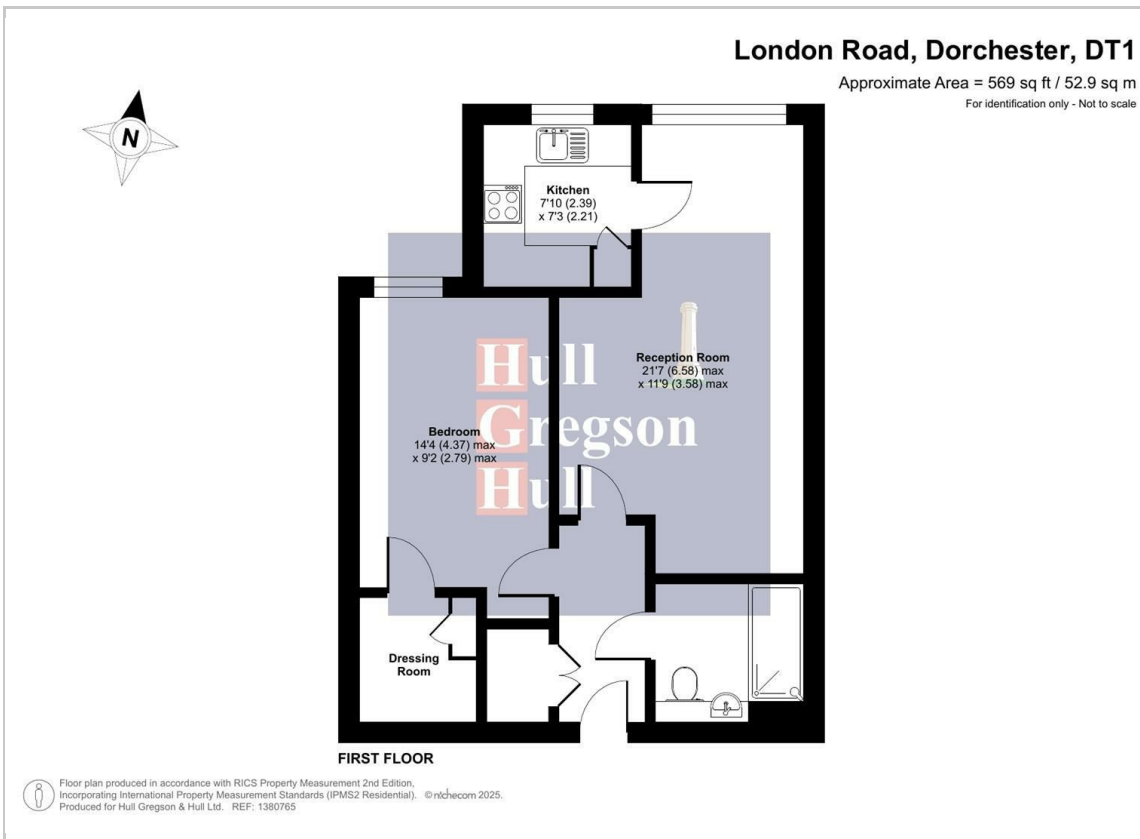 London Road, Dorchester, DT1
Approximate Area = 569 sq ft / 52.9 sq m
For identification only - Not to scale
N
Kitchen
7'10 (2.39)
x 7'3 (2.21)
Reception Room
21'7 (6.58) max
x 11'9 (3.58) max
Hull
Gregson
Hull
Bedroom
14'4 (4.37) max
x 9'2 (2.79) max
Dressing
Room
FIRST FLOOR
Floor plan produced in accordance with RICS Property Measurement 2nd Edition,
Incorporating International Property Measurement Standards (IPMS2 Residential). © nichecom 2025.
Produced for Hull Gregson & Hull Ltd. REF: 1380765